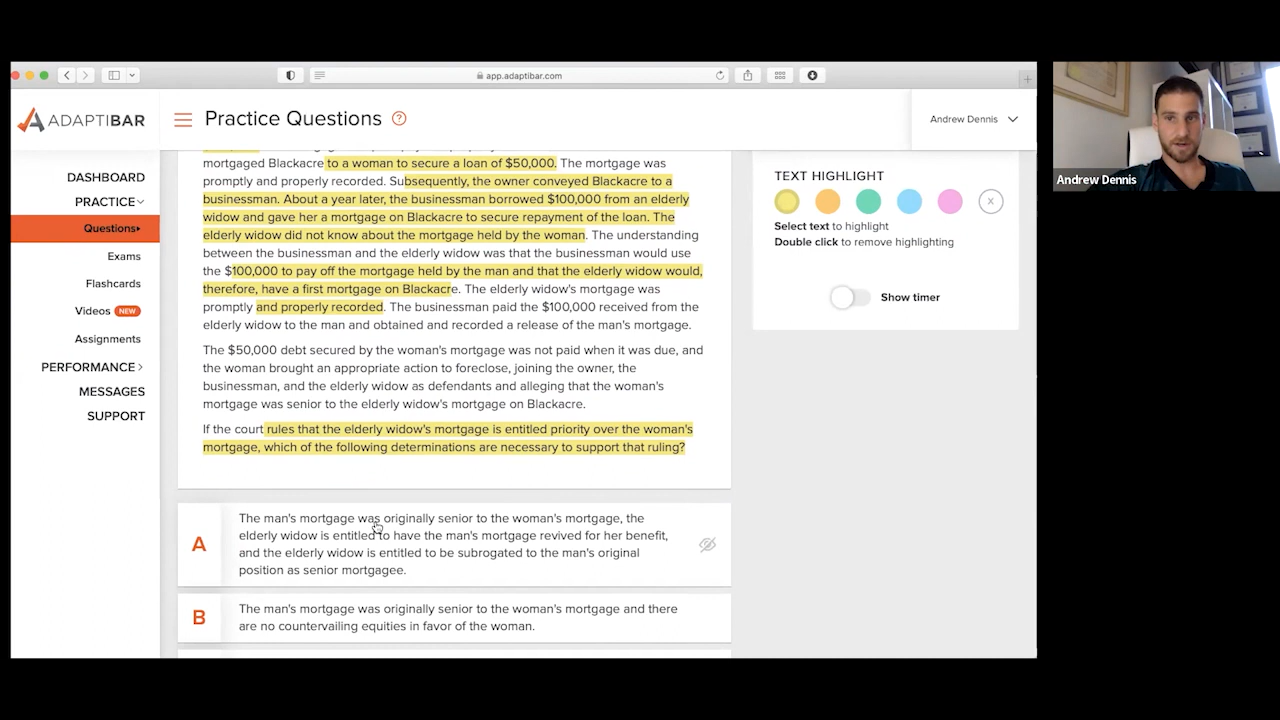 app.adaptibar.com
ADAPTIBAR
Practice Questions ?
Andrew Dennis
DASHBOARD
PRACTICE
Questions
Exams
Flashcards
Videos NEW
Assignments
PERFORMANCE
MESSAGES
SUPPORT
mortgaged Blackacre to a woman to secure a loan of $50,000. The mortgage was
promptly and properly recorded. Subsequently, the owner conveyed Blackacre to a
businessman. About a year later, the businessman borrowed $100,000 from an elderly
widow and gave her a mortgage on Blackacre to secure repayment of the loan. The
elderly widow did not know about the mortgage held by the woman. The understanding
between the businessman and the elderly widow was that the businessman would use
the $100,000 to pay off the mortgage held by the man and that the elderly widow would,
therefore, have a first mortgage on Blackacre. The elderly widow's mortgage was
promptly and properly recorded. The businessman paid the $100,000 received from the
elderly widow to the man and obtained and recorded a release of the man's mortgage.
The $50,000 debt secured by the woman's mortgage was not paid when it was due, and
the woman brought an appropriate action to foreclose, joining the owner, the
businessman, and the elderly widow as defendants and alleging that the woman's
mortgage was senior to the elderly widow's mortgage on Blackacre.
If the court rules that the elderly widow's mortgage is entitled priority over the woman's
mortgage, which of the following determinations are necessary to support that ruling?
A
The man's mortgage was originally senior to the woman's mortgage, the
elderly widow is entitled to have the man's mortgage revived for her benefit,
and the elderly widow is entitled to be subrogated to the man's original
position as senior mortgagee.
B
The man's mortgage was originally senior to the woman's mortgage and there
are no countervailing equities in favor of the woman.
TEXT HIGHLIGHT
X
Select text to highlight
Double click to remove highlighting
Show timer
Andrew Dennis